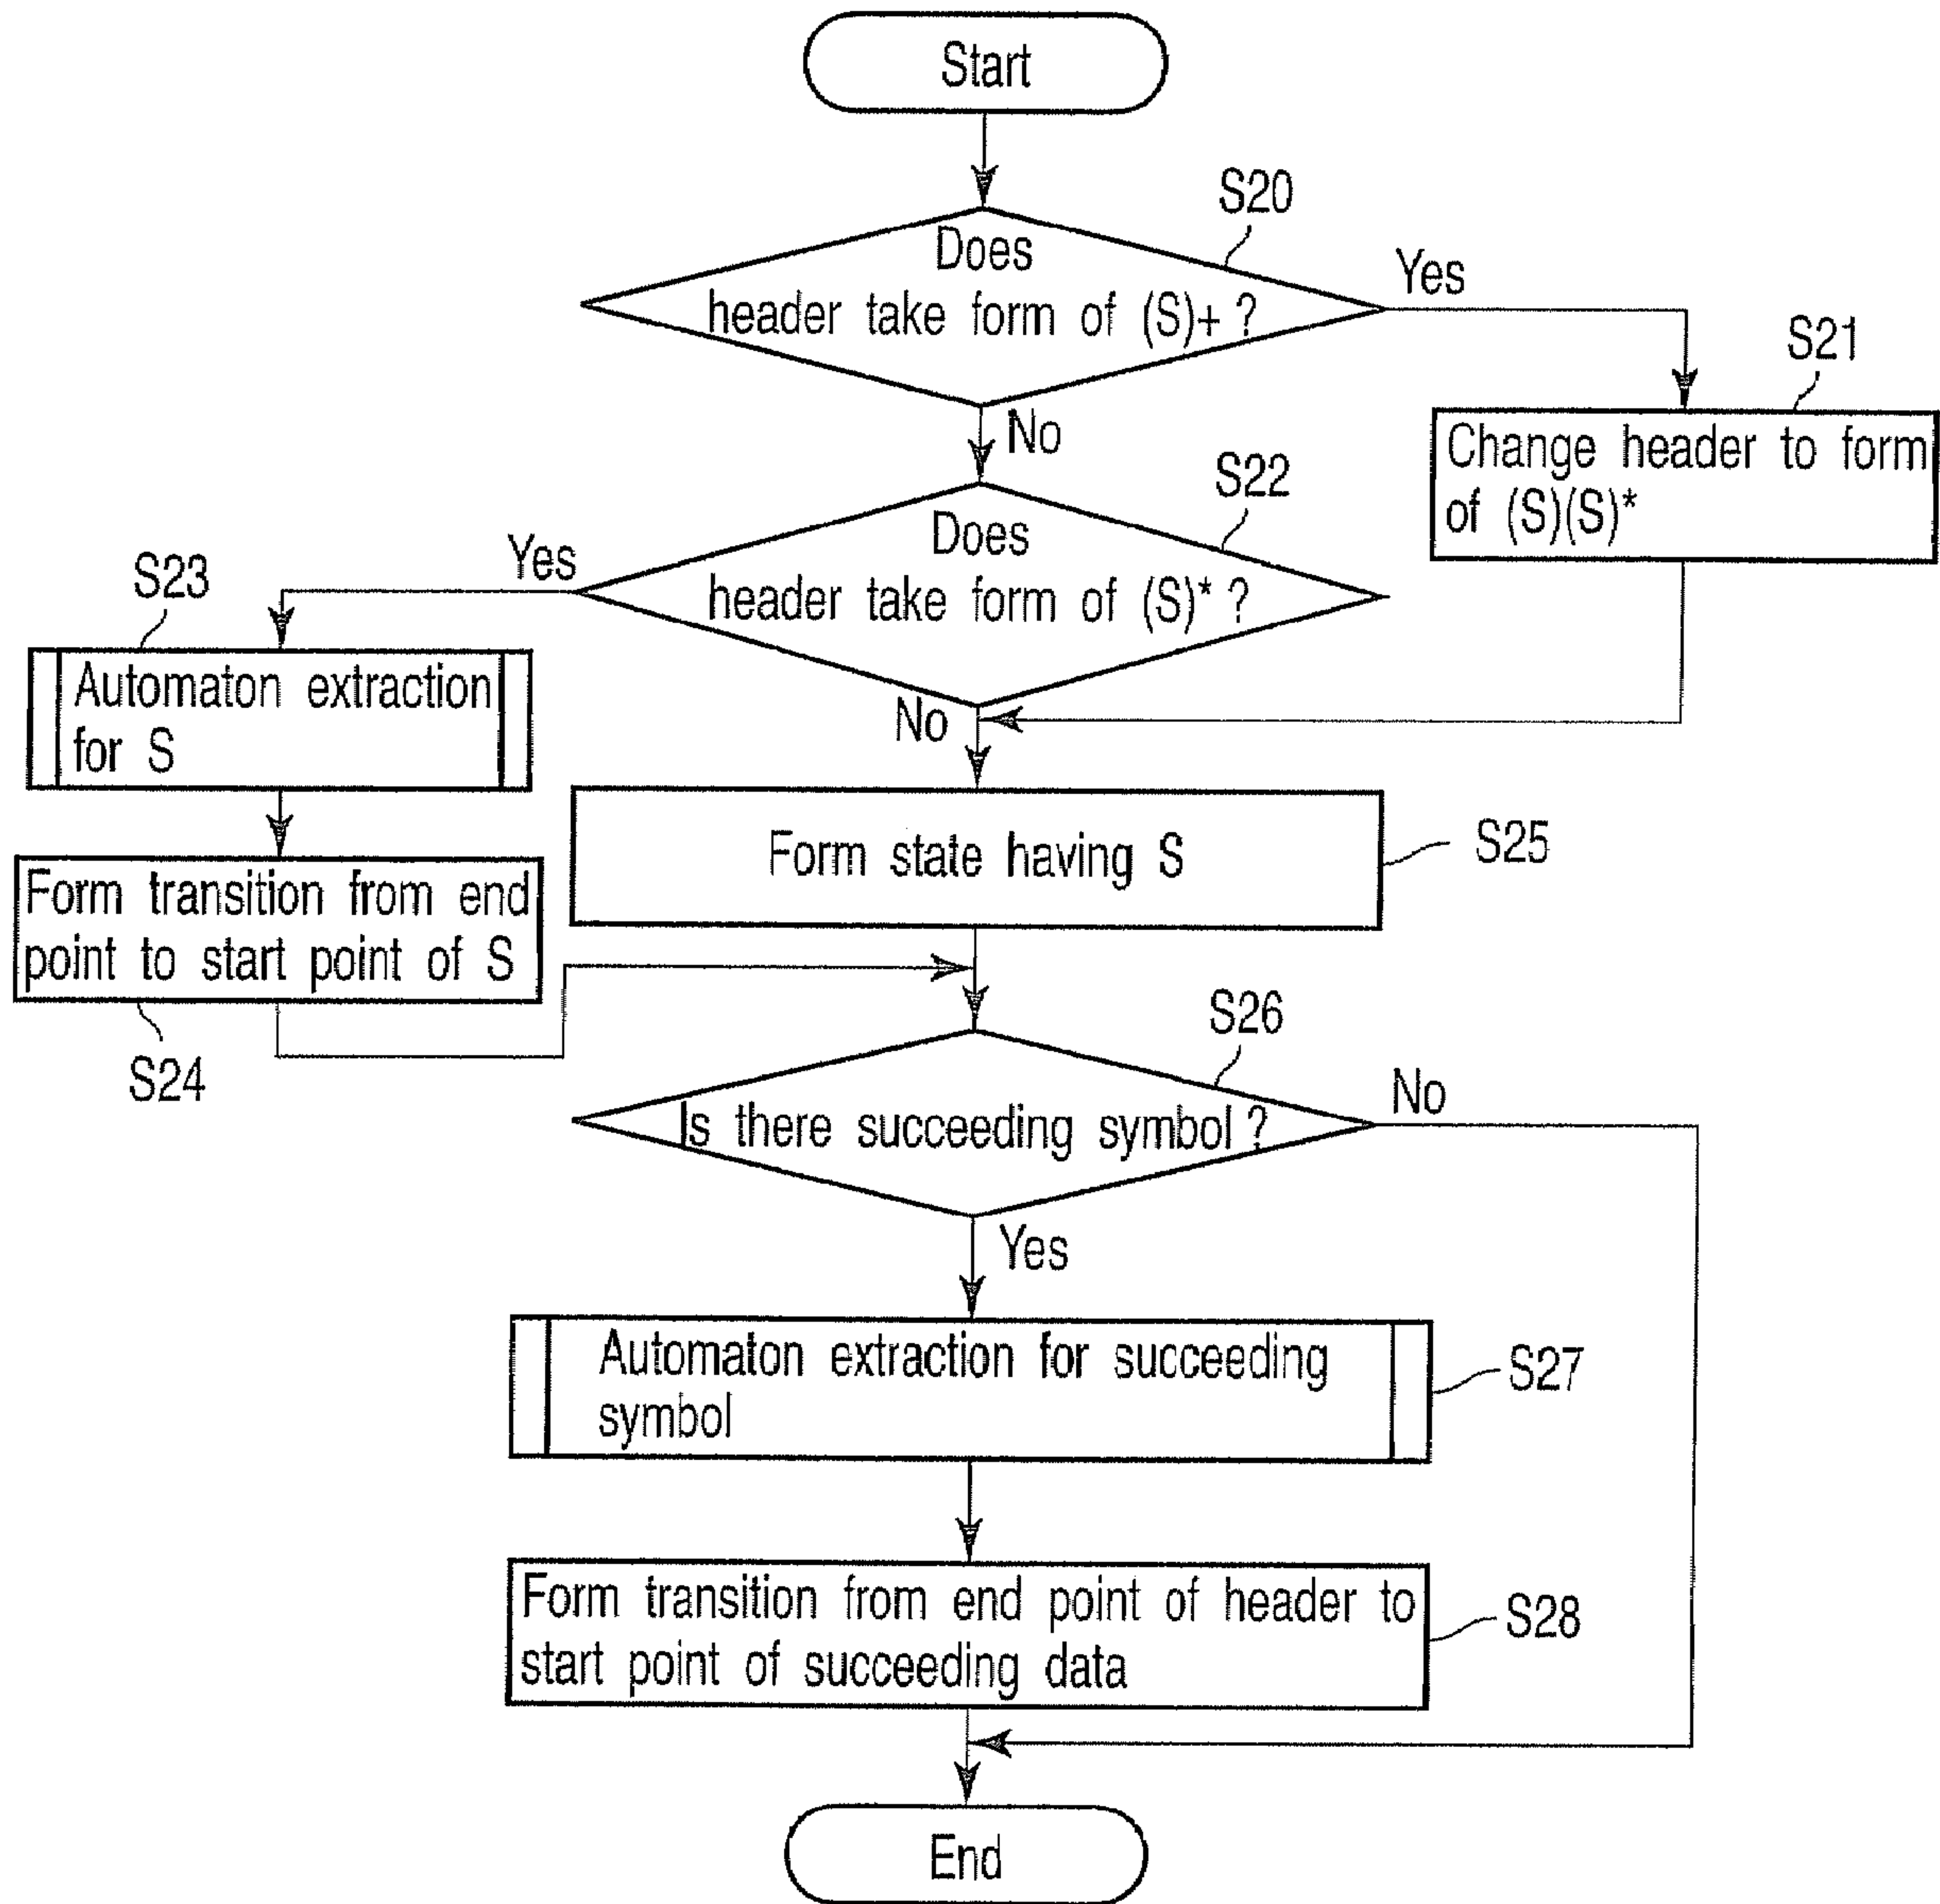 Start
S20
Does
header take form of (S)+ ?
Yes
No
S21
Change header to form
of (S)(S)*
S22
Does
header take form of (S)* ?
Yes
No
S23
Automaton extraction
for S
Form transition from end
point to start point of S
S24
Form state having S
S25
S26
Is there succeeding symbol ?
No
Yes
Automaton extraction for succeeding
symbol
S27
Form transition from end point of header to
start point of succeeding data
S28
End